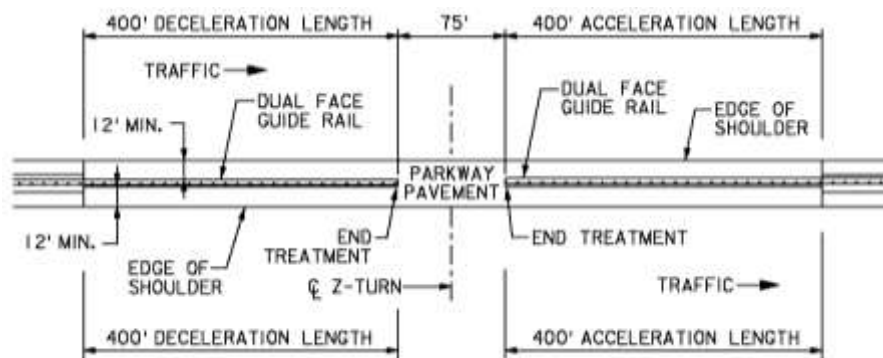 400' DECELERATION LENGTH
75'
400' ACCELERATION LENGTH
TRAFFIC
DUAL FACE
GUIDE RAIL
DUAL FACE
GUIDE RAIL
EDGE OF
SHOULDER
12' MIN.
PARKWAY
PAVEMENT
12' MIN.
END
TREATMENT
END TREATMENT
EDGE OF
SHOULDER
℄ Z-TURN
TRAFFIC
400' DECELERATION LENGTH
400' ACCELERATION LENGTH